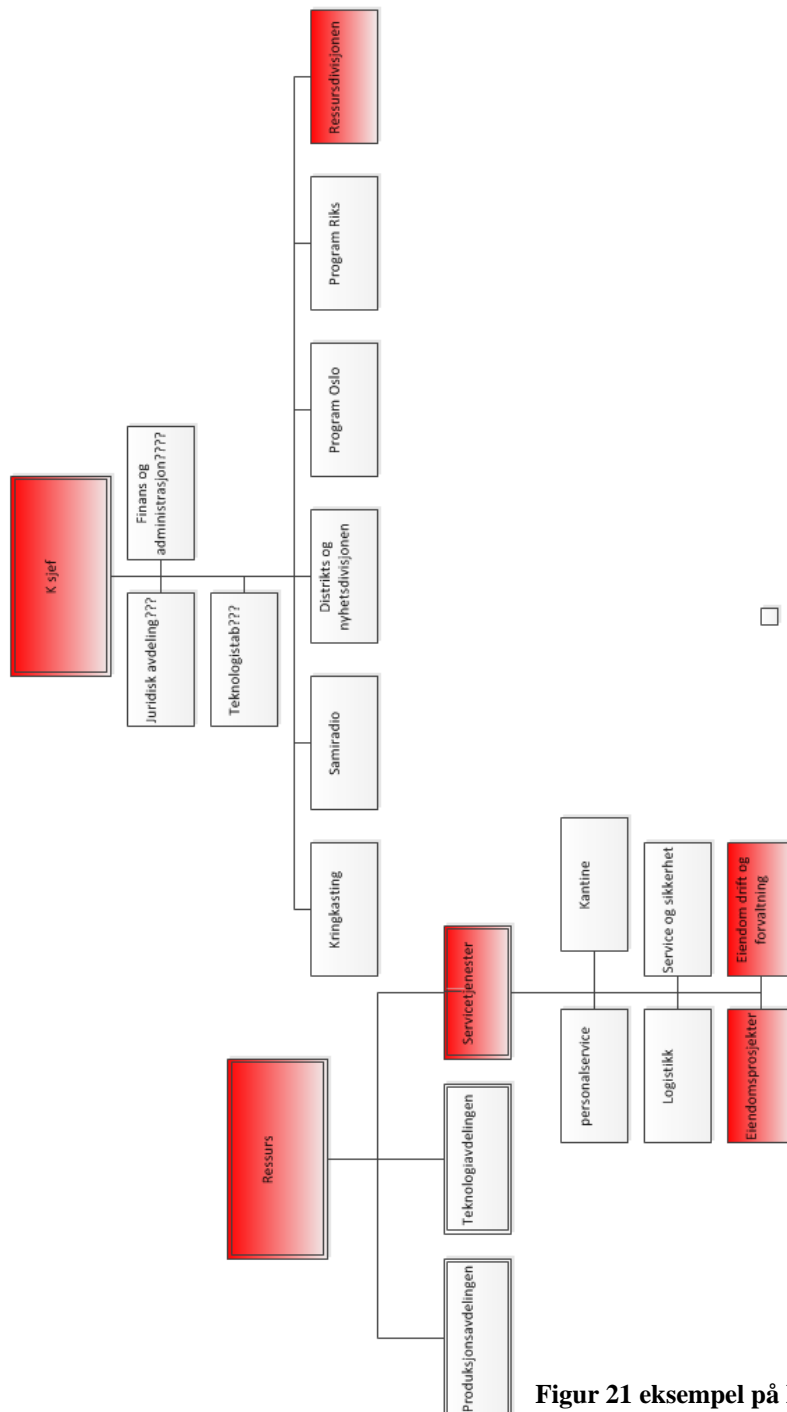 K sjef
Juridisk avdeling???
Finans og
administrasjon????
Teknologistab???
Kringkasting
Samiradio
Distrikts og
nyhetsdivisjonen
Program Oslo
Program Riks
Ressursdivisjonen
Ressurs
Produksjonsavdelingen
Teknologiavdelingen
Servicetjenester
personalservice
Kantine
Logistikk
Service og sikkerhet
Eiendomsprosjekter
Eiendom drift og
forvaltning
Figur 21 eksempel på